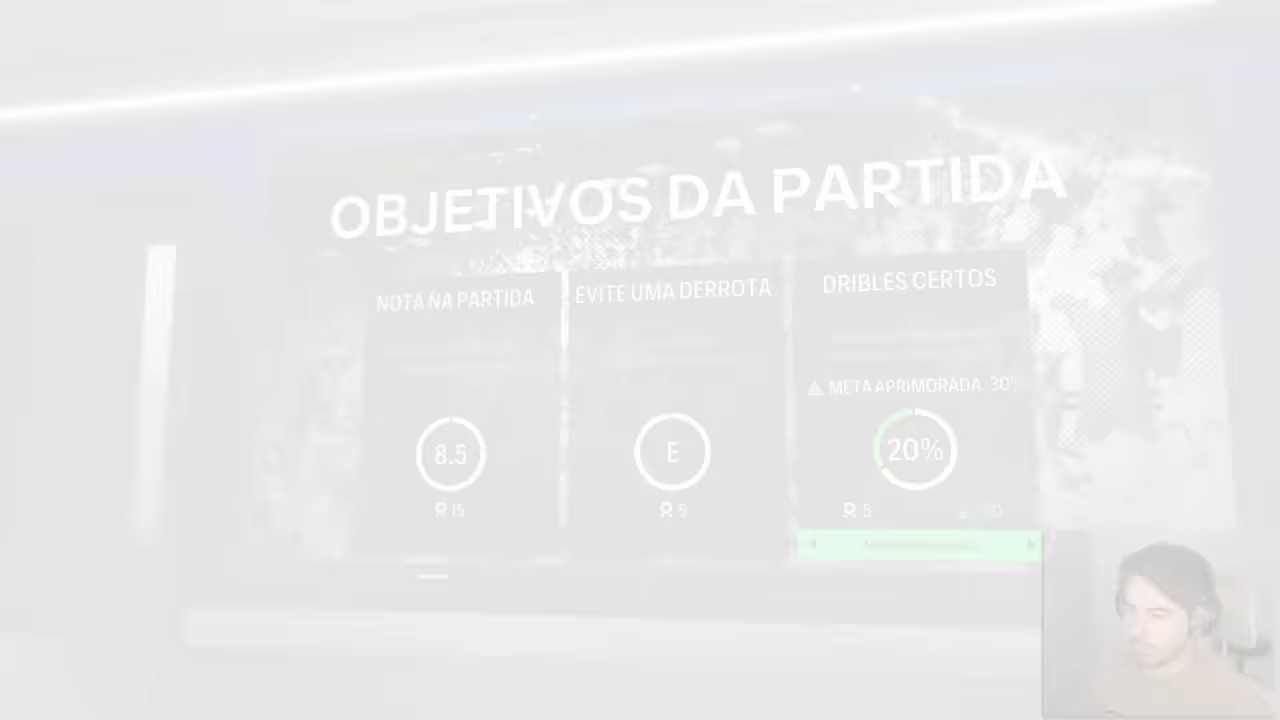 OBJETIVOS DA PARTIDA
NOTA NA PARTIDA
EVITE UMA DERROTA
DRIBLES CERTOS
META APRIMORADA: 30%
8.5
E
20%
15
5
5